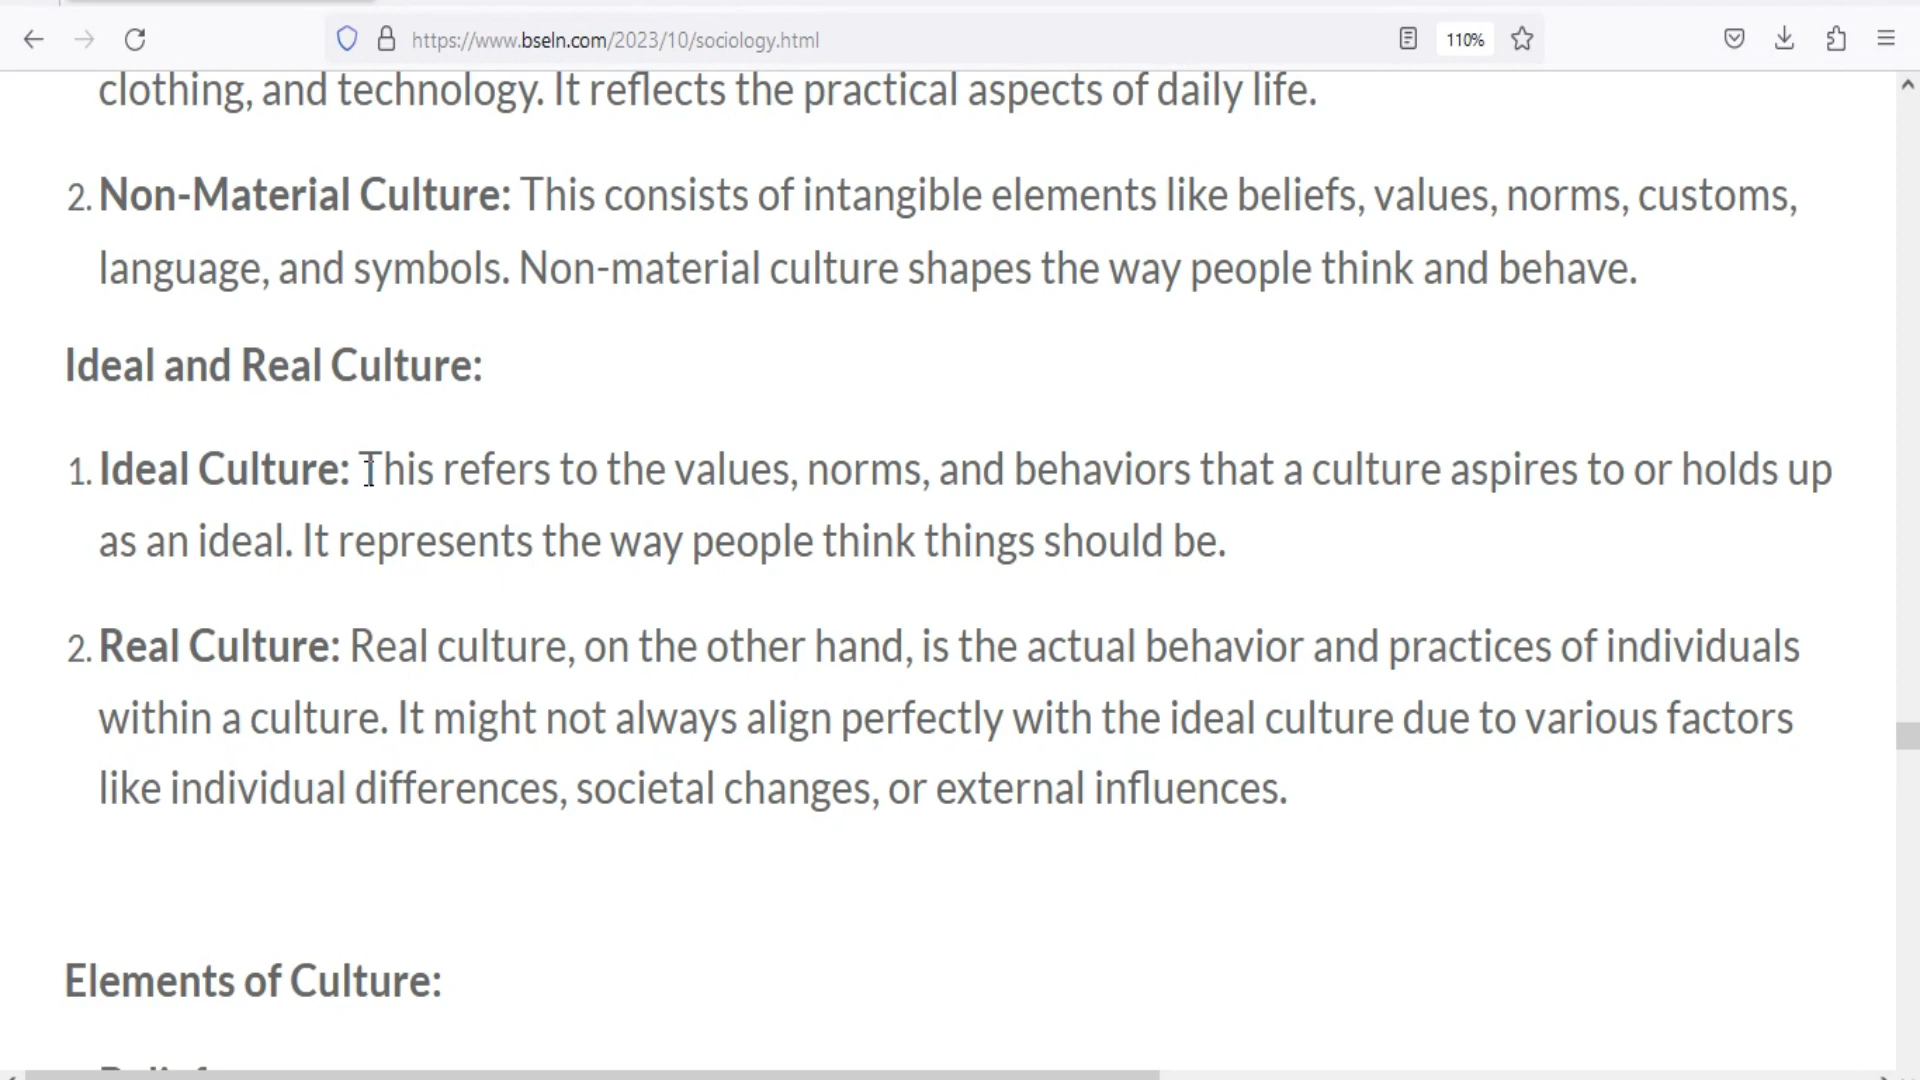 https://www.bseln.com/2023/10/sociology.html
110%
clothing, and technology. It reflects the practical aspects of daily life.
2. Non-Material Culture: This consists of intangible elements like beliefs, values, norms, customs,
language, and symbols. Non-material culture shapes the way people think and behave.
Ideal and Real Culture:
1. Ideal Culture: This refers to the values, norms, and behaviors that a culture aspires to or holds up
as an ideal. It represents the way people think things should be.
2. Real Culture: Real culture, on the other hand, is the actual behavior and practices of individuals
within a culture. It might not always align perfectly with the ideal culture due to various factors
like individual differences, societal changes, or external influences.
Elements of Culture: